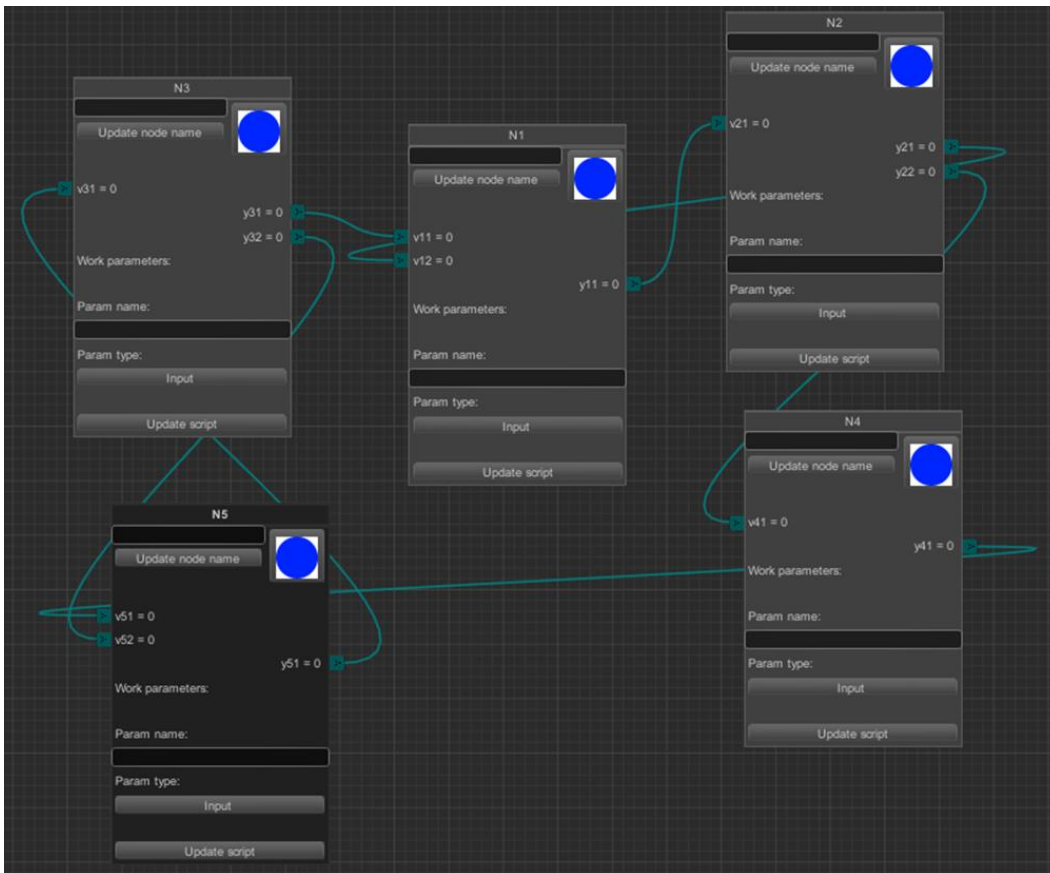 N3
Update node name
v31 = 0
y31 = 0
y32 = 0
Work parameters:
Param name:
Param type:
Input
Update script
N1
Update node name
v11 = 0
v12 = 0
y11 = 0
Work parameters:
Param name:
Param type:
Input
Update script
N2
Update node name
v21 = 0
y21 = 0
y22 = 0
Work parameters:
Param name:
Param type:
Input
Update script
N5
Update node name
v51 = 0
v52 = 0
y51 = 0
Work parameters:
Param name:
Param type:
Input
Update script
N4
Update node name
v41 = 0
y41 = 0
Work parameters:
Param name:
Param type:
Input
Update script